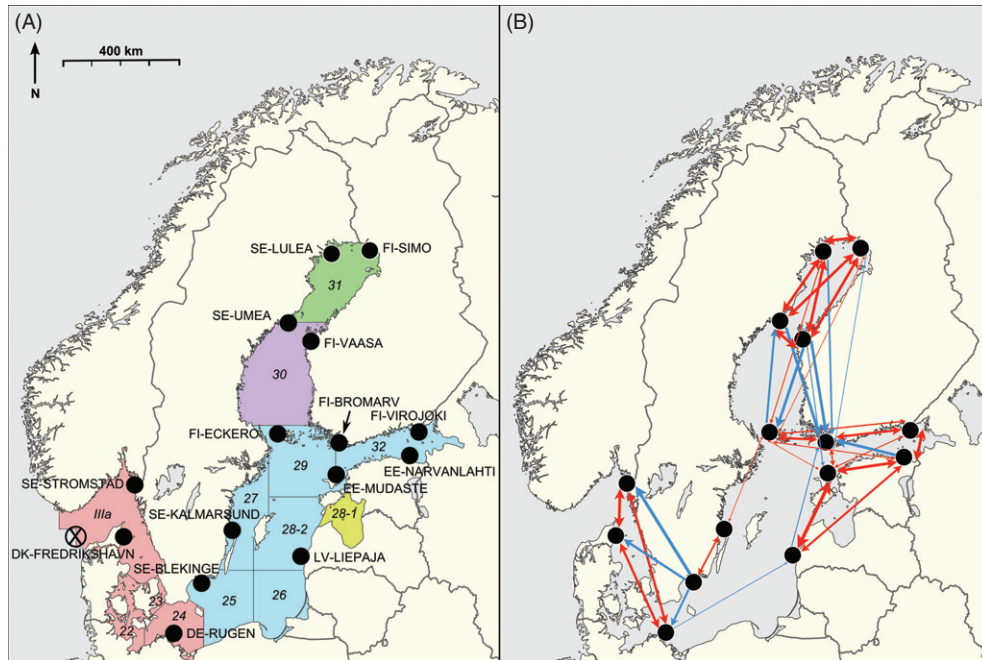 (A)
400 km
N
SE-LULEA
FI-SIMO
31
SE-UMEA
FI-VAASA
30
FI-BROMARV
FI-VIROJOKI
FI-ECKERO
32
29
EE-NARVANLAHTI
SE-STROMSTAD
EE-MUDASTE
27
IIIa
SE-KALMARSUND
28-2
28-1
DK-FREDRIKSHAVN
LV-LIEPAJA
SE-BLEKINGE
23
25
26
24
22
DE-RUGEN
(B)